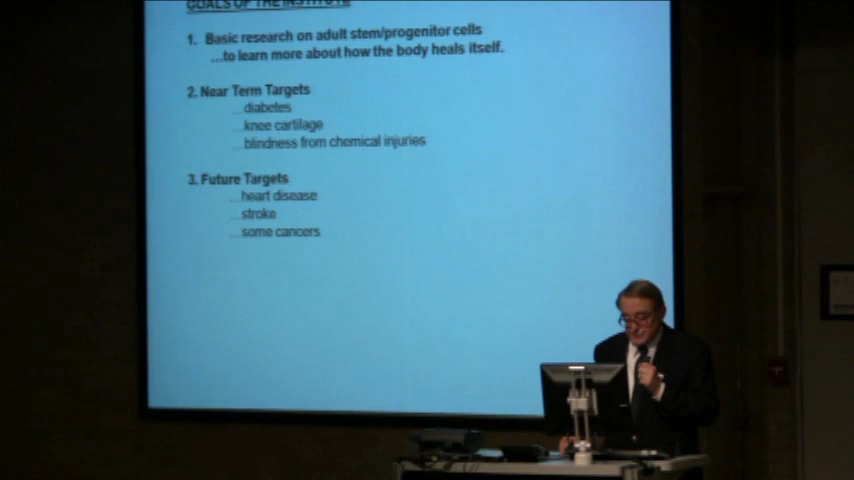 GOALS OF THE INSTITUTE
1. Basic research on adult stem/progenitor cells
...to learn more about how the body heals itself.
2. Near Term Targets
...diabetes
...knee cartilage
...blindness from chemical injuries
3. Future Targets
...heart disease
...stroke
...some cancers